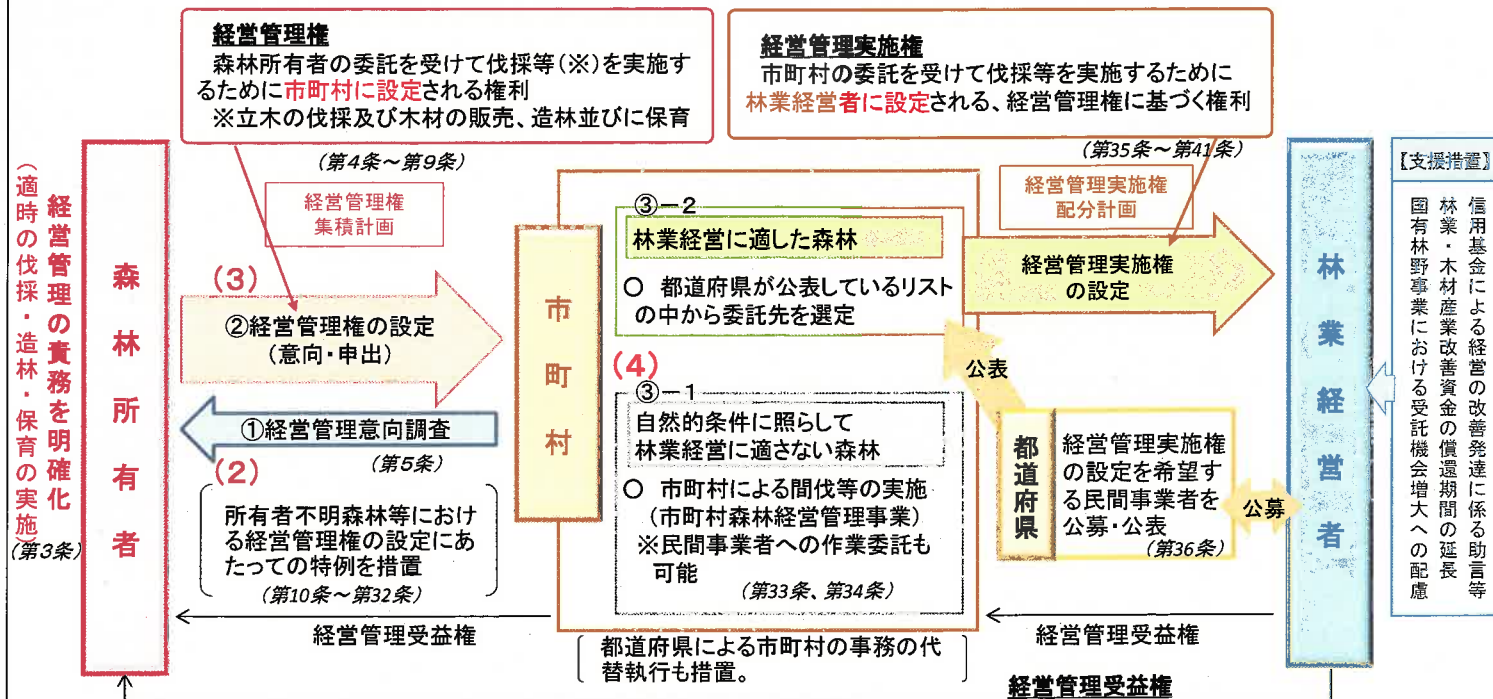 経営管理権
森林所有者の委託を受けて伐採等(※)を実施す
るために市町村に設定される権利
※立木の伐採及び木材の販売、造林並びに保育
経営管理実施権
市町村の委託を受けて伐採等を実施するために
林業経営者に設定される、経営管理権に基づく権利
経営管理の責務を明確化
(適時の伐採・造林・保育の実施)
(第3条)
森林所有者
(第4条～第9条)
経営管理権
集積計画
(3)
②経営管理権の設定
(意向・申出)
①経営管理意向調査
(第5条)
(2)
所有者不明森林等におけ
る経営管理権の設定にあ
たっての特例を措置
(第10条～第32条)
経営管理受益権
市町村
③－2
林業経営に適した森林
○ 都道府県が公表しているリスト
の中から委託先を選定
(4)
③－1
自然的条件に照らして
林業経営に適さない森林
○ 市町村による間伐等の実施
(市町村森林経営管理事業)
※民間事業者への作業委託も
可能
(第33条、第34条)
都道府県による市町村の事務の代
替執行も措置。
(第35条～第41条)
経営管理実施権
配分計画
経営管理実施権
の設定
公表
都道府県
経営管理実施権
の設定を希望す
る民間事業者を
公募・公表
(第36条)
公募
経営管理受益権
経営管理受益権
林業経営者
【支援措置】
信用基金による経営の改善発達に係る助言等
林業・木材産業改善資金の償還期間の延長
国有林野事業における受託機会増大への配慮